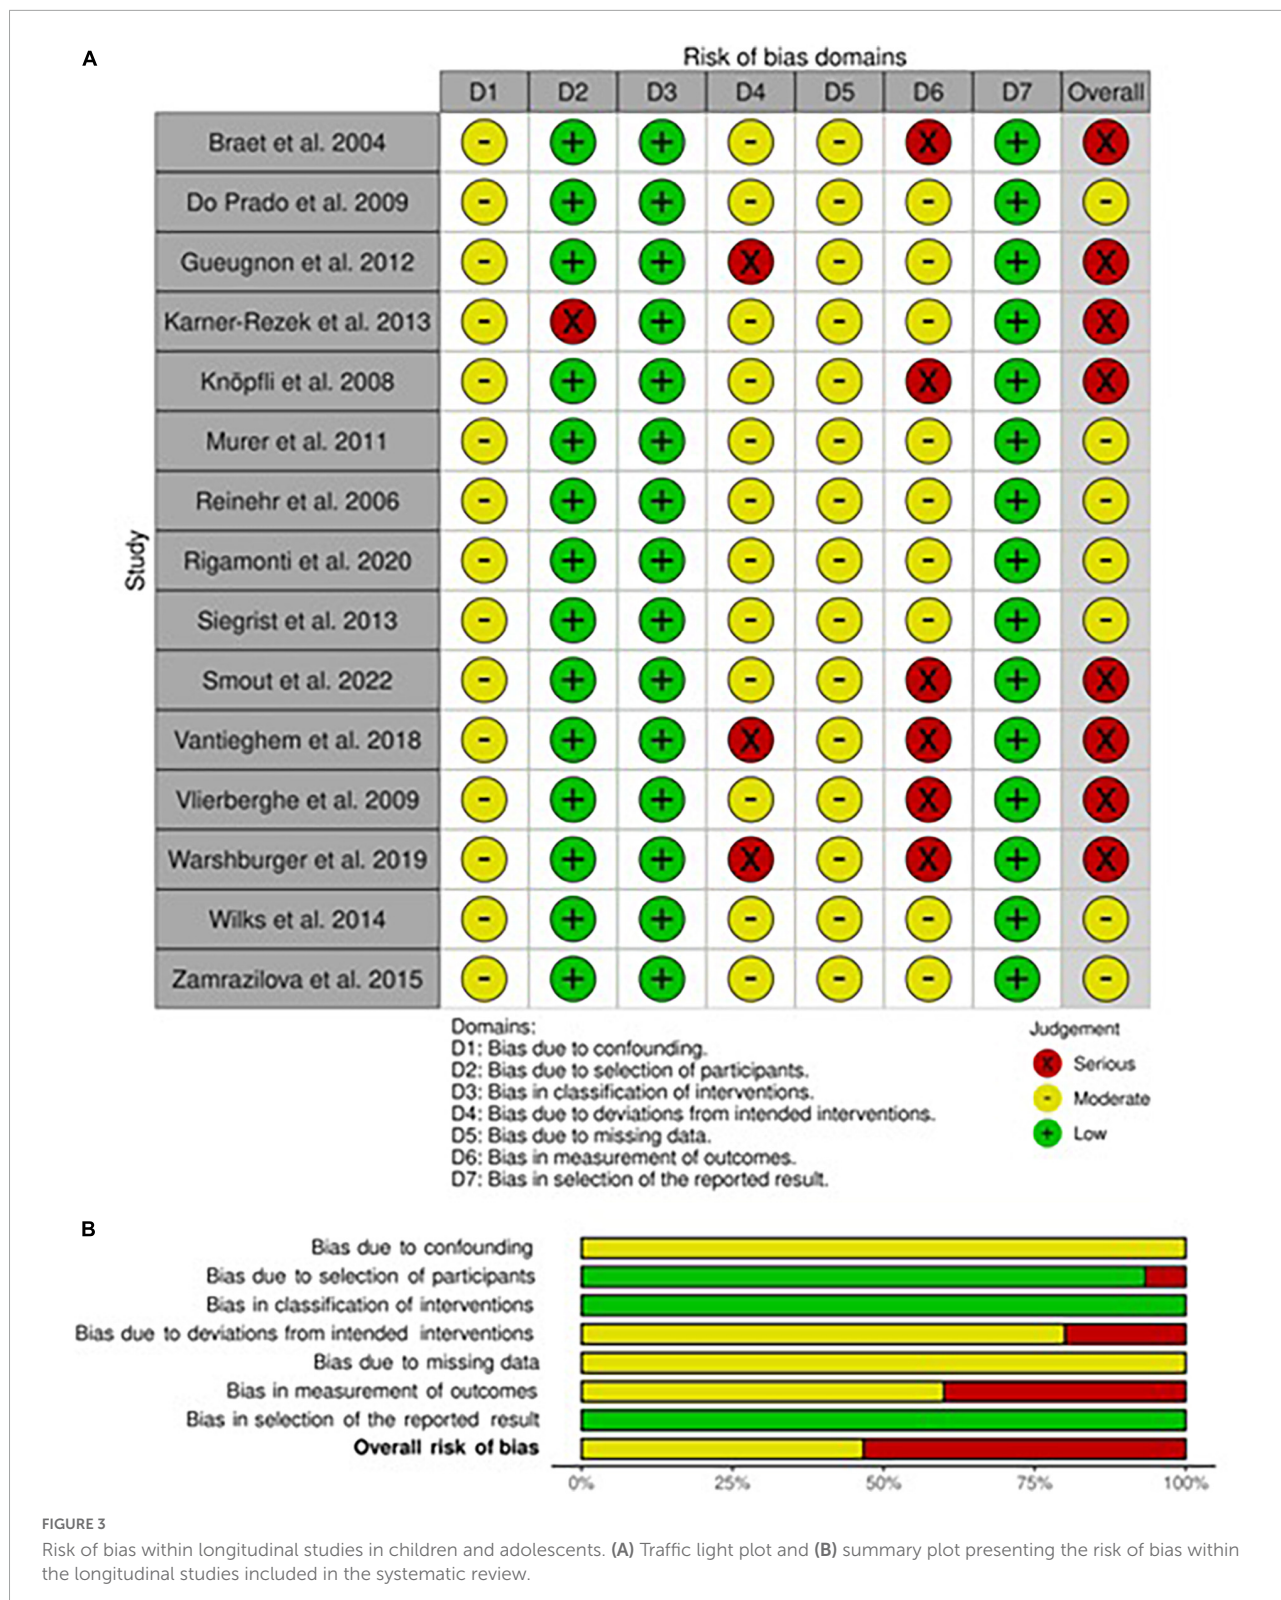 A
Risk of bias domains
D1 D2 D3 D4 D5 D6 D7 Overall
Study
Braet et al. 2004 - + + - - X + X
Do Prado et al. 2009 - + + - - - + -
Gueugnon et al. 2012 - + + X - - + X
Karner-Rezek et al. 2013 - X + - - - + X
Knöpfli et al. 2008 - + + - - X + X
Murer et al. 2011 - + + - - - + -
Reinehr et al. 2006 - + + - - - + -
Rigamonti et al. 2020 - + + - - - + -
Siegrist et al. 2013 - + + - - - + -
Smout et al. 2022 - + + - - X + X
Vantieghem et al. 2018 - + + X - X + X
Vlierberghe et al. 2009 - + + - - X + X
Warshburger et al. 2019 - + + X - X + X
Wilks et al. 2014 - + + - - - + -
Zamrazilova et al. 2015 - + + - - - + -
Domains:
D1: Bias due to confounding.
D2: Bias due to selection of participants.
D3: Bias in classification of interventions.
D4: Bias due to deviations from intended interventions.
D5: Bias due to missing data.
D6: Bias in measurement of outcomes.
D7: Bias in selection of the reported result.
Judgement
X Serious
- Moderate
+ Low
B
Bias due to confounding
Bias due to selection of participants
Bias in classification of interventions
Bias due to deviations from intended interventions
Bias due to missing data
Bias in measurement of outcomes
Bias in selection of the reported result
Overall risk of bias
0% 25% 50% 75% 100%
FIGURE 3
Risk of bias within longitudinal studies in children and adolescents. (A) Traffic light plot and (B) summary plot presenting the risk of bias within
the longitudinal studies included in the systematic review.